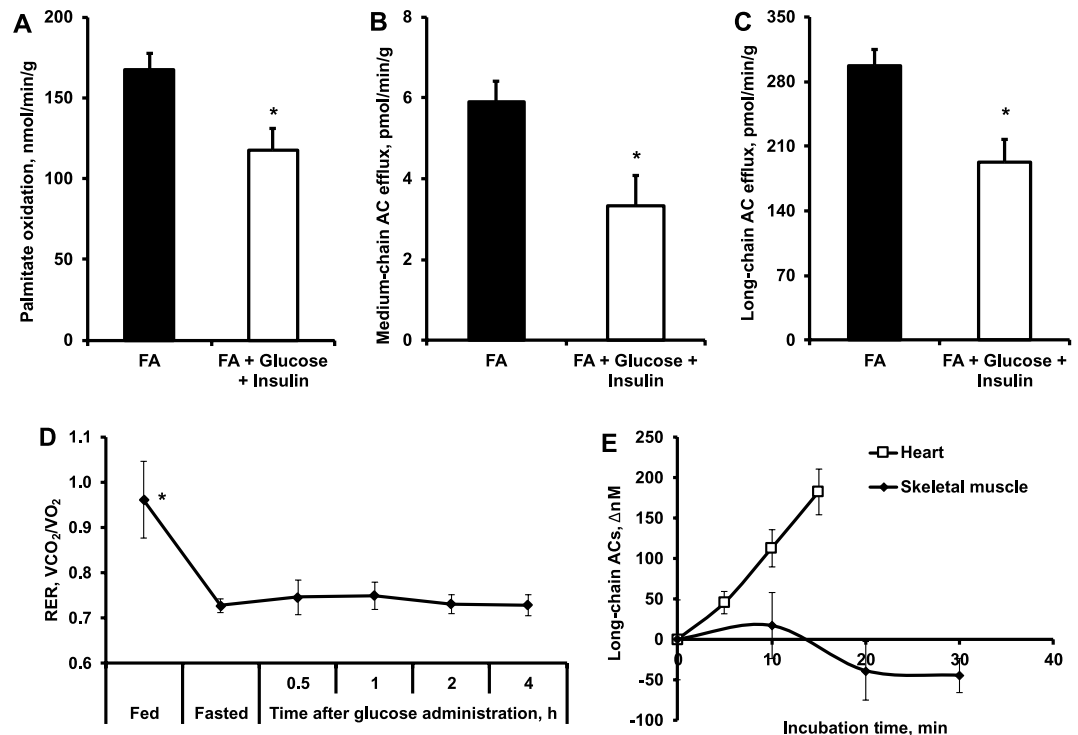 A
Palmitate oxidation, nmol/min/g
200
150
100
50
0
*
FA
FA + Glucose
+ Insulin
B
Medium-chain AC efflux, pmol/min/g
8
6
4
2
0
*
FA
FA + Glucose +
Insulin
C
Long-chain AC efflux, pmol/min/g
350
280
210
140
70
0
*
FA
FA + Glucose +
Insulin
D
RER, VCO₂/VO₂
1.1
1.0
0.9
0.8
0.7
0.6
*
0.5 1 2 4
Fed Fasted Time after glucose administration, h
E
Long-chain ACs, ΔnM
250
200
150
100
50
0
-50
-100
Heart
Skeletal muscle
0 10 20 30 40
Incubation time, min